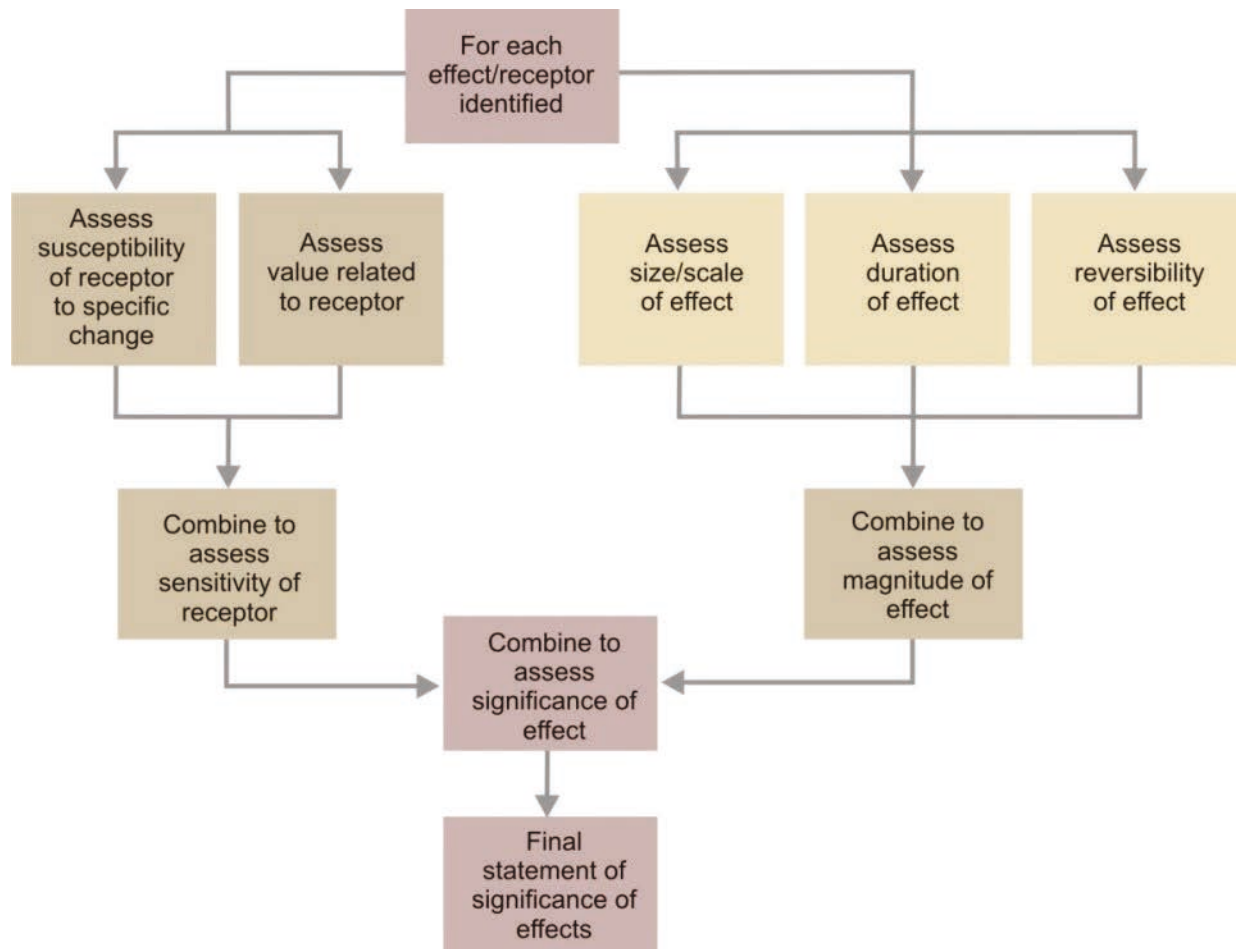 For each
effect/receptor
identified
Assess
susceptibility
of receptor
to specific
change
Assess
value related
to receptor
Assess
size/scale
of effect
Assess
duration
of effect
Assess
reversibility
of effect
Combine to
assess
sensitivity of
receptor
Combine to
assess
magnitude of
effect
Combine to
assess
significance of
effect
Final
statement of
significance of
effects